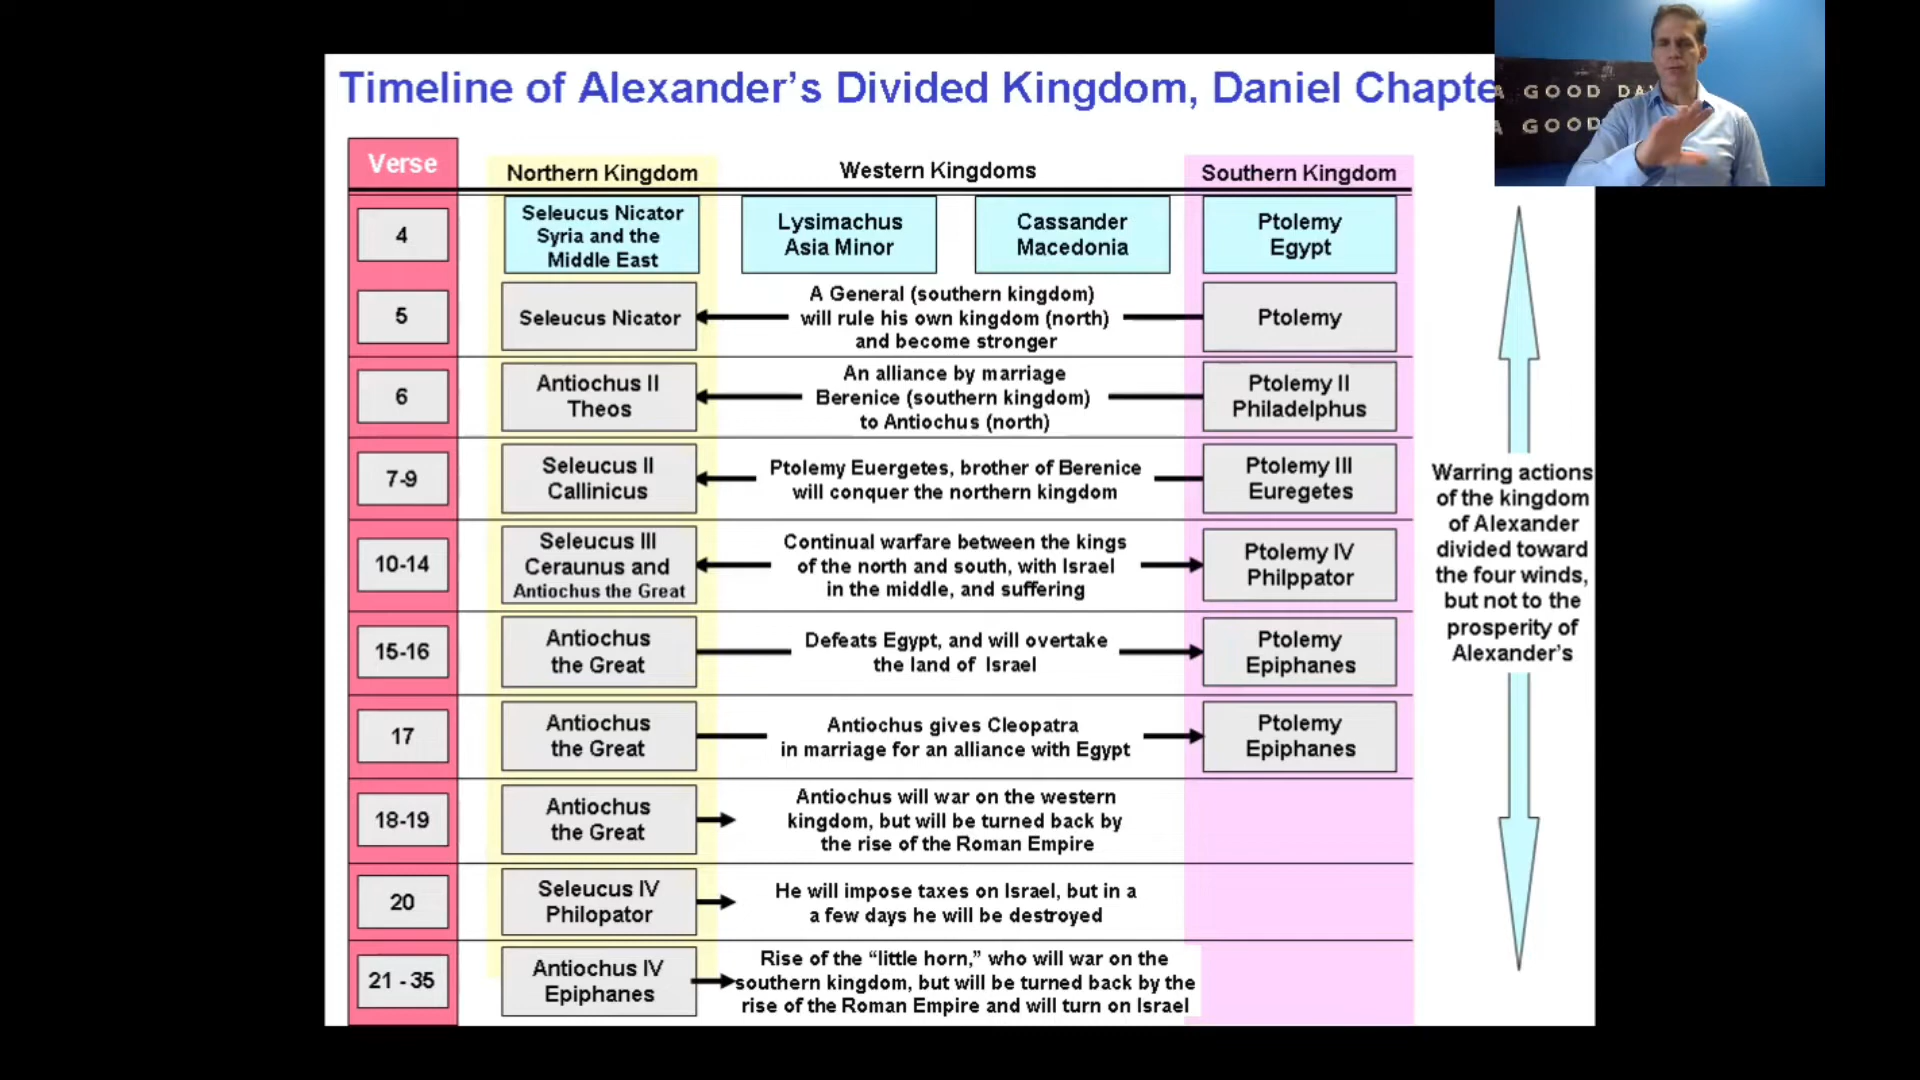 Timeline of Alexander's Divided Kingdom, Daniel Chapte
A GOOD DA
A GOOD
Verse
Northern Kingdom
Western Kingdoms
Southern Kingdom
4
Seleucus Nicator
Syria and the
Middle East
Lysimachus
Asia Minor
Cassander
Macedonia
Ptolemy
Egypt
5
Seleucus Nicator
A General (southern kingdom)
will rule his own kingdom (north)
and become stronger
Ptolemy
6
Antiochus II
Theos
An alliance by marriage
Berenice (southern kingdom)
to Antiochus (north)
Ptolemy II
Philadelphus
7-9
Seleucus II
Callinicus
Ptolemy Euergetes, brother of Berenice
will conquer the northern kingdom
Ptolemy III
Euregetes
10-14
Seleucus III
Ceraunus and
Antiochus the Great
Continual warfare between the kings
of the north and south, with Israel
in the middle, and suffering
Ptolemy IV
Philppator
15-16
Antiochus
the Great
Defeats Egypt, and will overtake
the land of Israel
Ptolemy
Epiphanes
17
Antiochus
the Great
Antiochus gives Cleopatra
in marriage for an alliance with Egypt
Ptolemy
Epiphanes
18-19
Antiochus
the Great
Antiochus will war on the western
kingdom, but will be turned back by
the rise of the Roman Empire
20
Seleucus IV
Philopator
He will impose taxes on Israel, but in a
a few days he will be destroyed
21 - 35
Antiochus IV
Epiphanes
Rise of the “little horn,” who will war on the
southern kingdom, but will be turned back by the
rise of the Roman Empire and will turn on Israel
Warring actions
of the kingdom
of Alexander
divided toward
the four winds,
but not to the
prosperity of
Alexander's